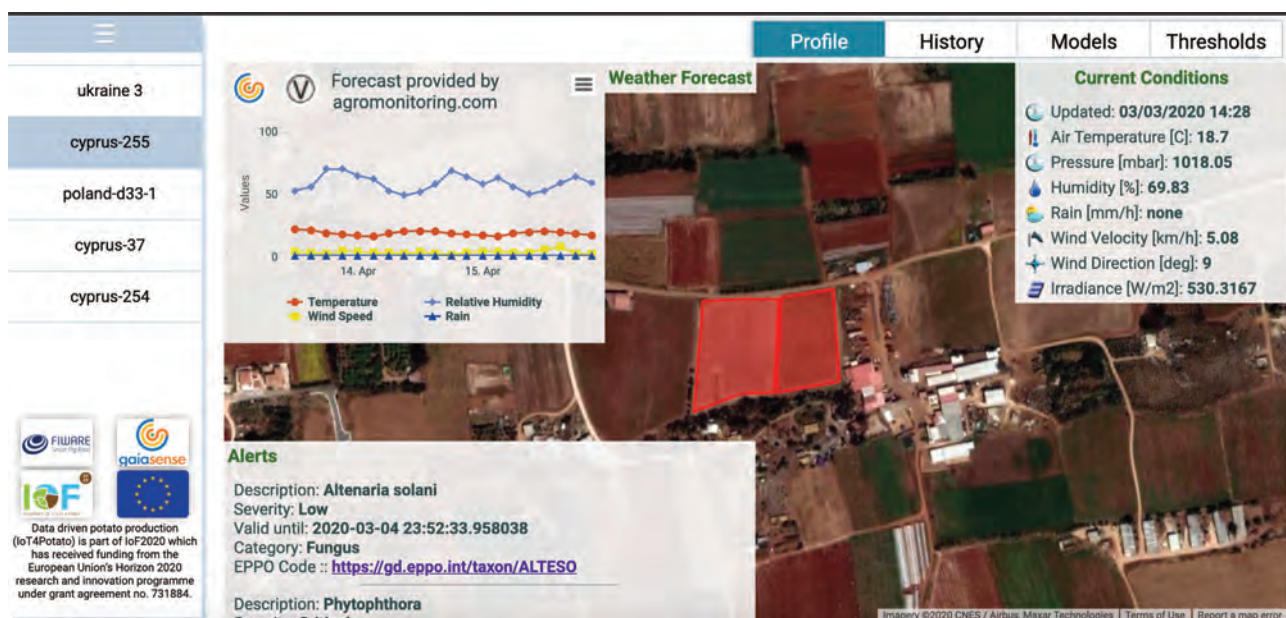 Profile
History
Models
Thresholds
ukraine 3
cyprus-255
poland-d33-1
cyprus-37
cyprus-254
FIWARE
gaiasense
IOF
Data driven potato production
(IoT4Potato) is part of IoF2020 which
has received funding from the
European Union's Horizon 2020
research and innovation programme
under grant agreement no. 731884.
Forecast provided by
agromonitoring.com
Weather Forecast
100
50
0
Values
14. Apr
15. Apr
Temperature
Relative Humidity
Wind Speed
Rain
Current Conditions
Updated: 03/03/2020 14:28
Air Temperature [C]: 18.7
Pressure [mbar]: 1018.05
Humidity [%]: 69.83
Rain [mm/h]: none
Wind Velocity [km/h]: 5.08
Wind Direction [deg]: 9
Irradiance [W/m2]: 530.3167
Alerts
Description: Altenaria solani
Severity: Low
Valid until: 2020-03-04 23:52:33.958038
Category: Fungus
EPPO Code :: https://gd.eppo.int/taxon/ALTESO
Description: Phytophthora
Imagery ©2020 CNES / Airbus, Maxar Technologies
Terms of Use
Report a map error